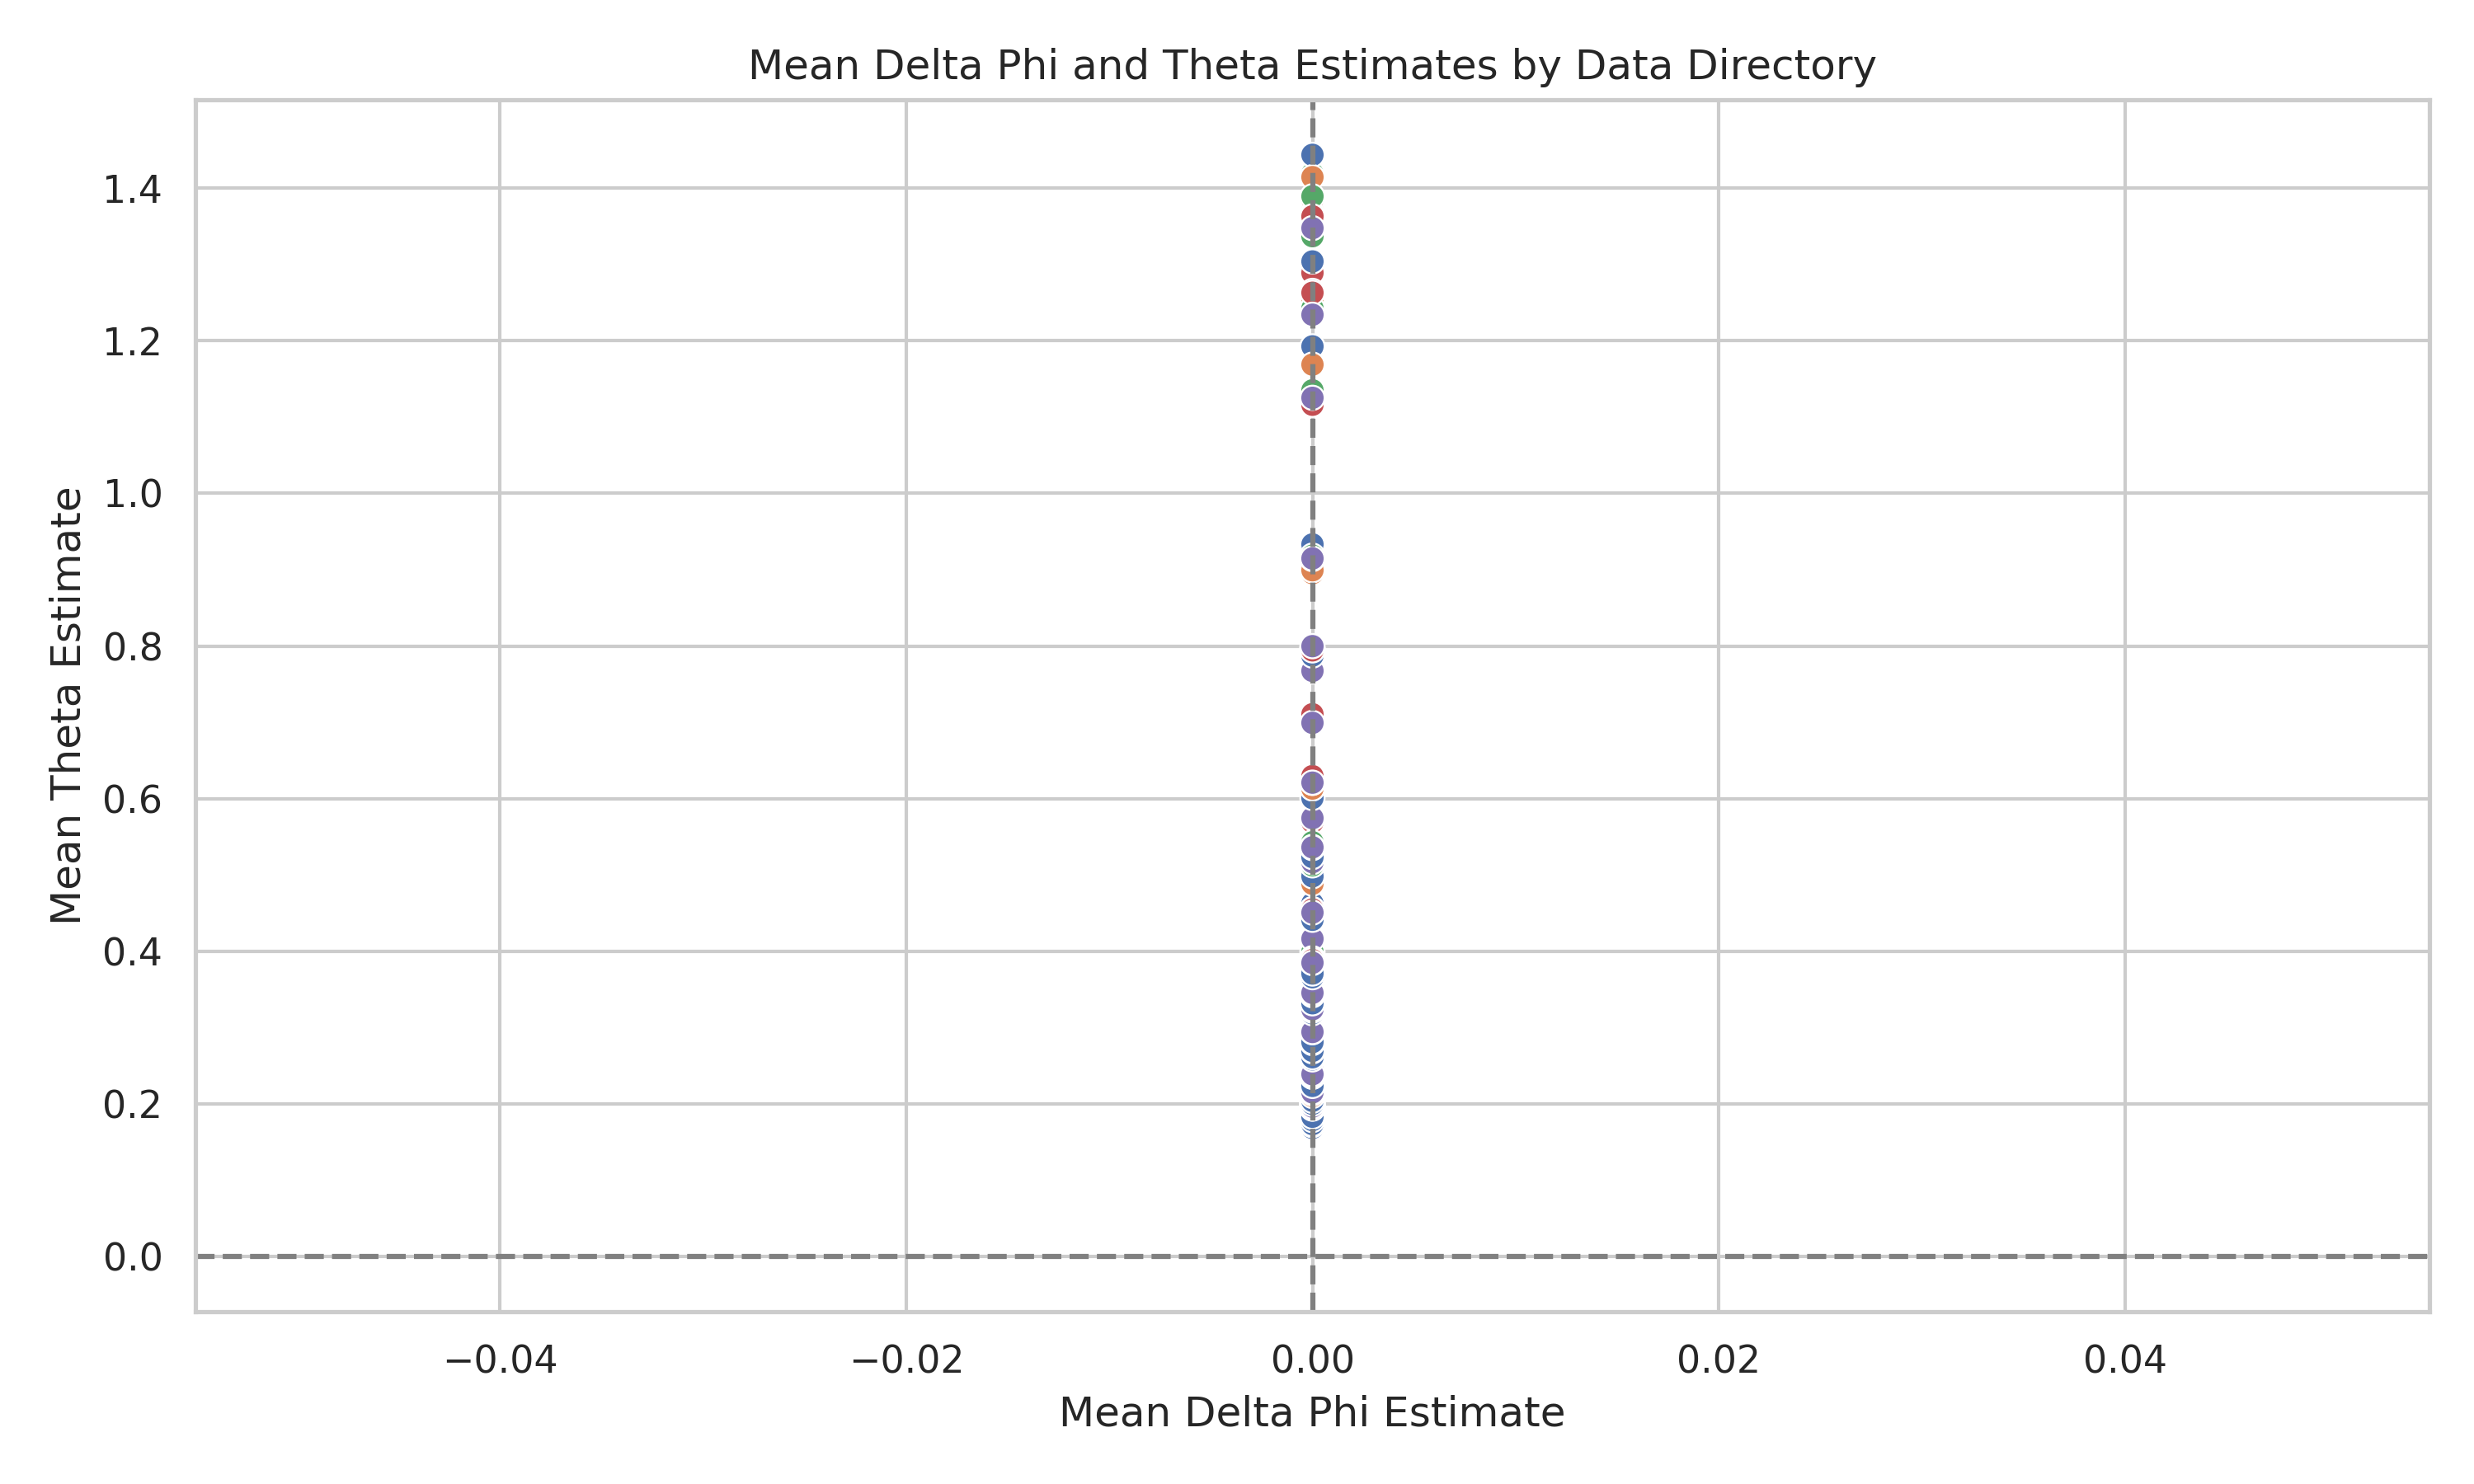 Mean Delta Phi and Theta Estimates by Data Directory
Mean Theta Estimate
1.4
1.2
1.0
0.8
0.6
0.4
0.2
0.0
−0.04 −0.02 0.00 0.02 0.04
Mean Delta Phi Estimate